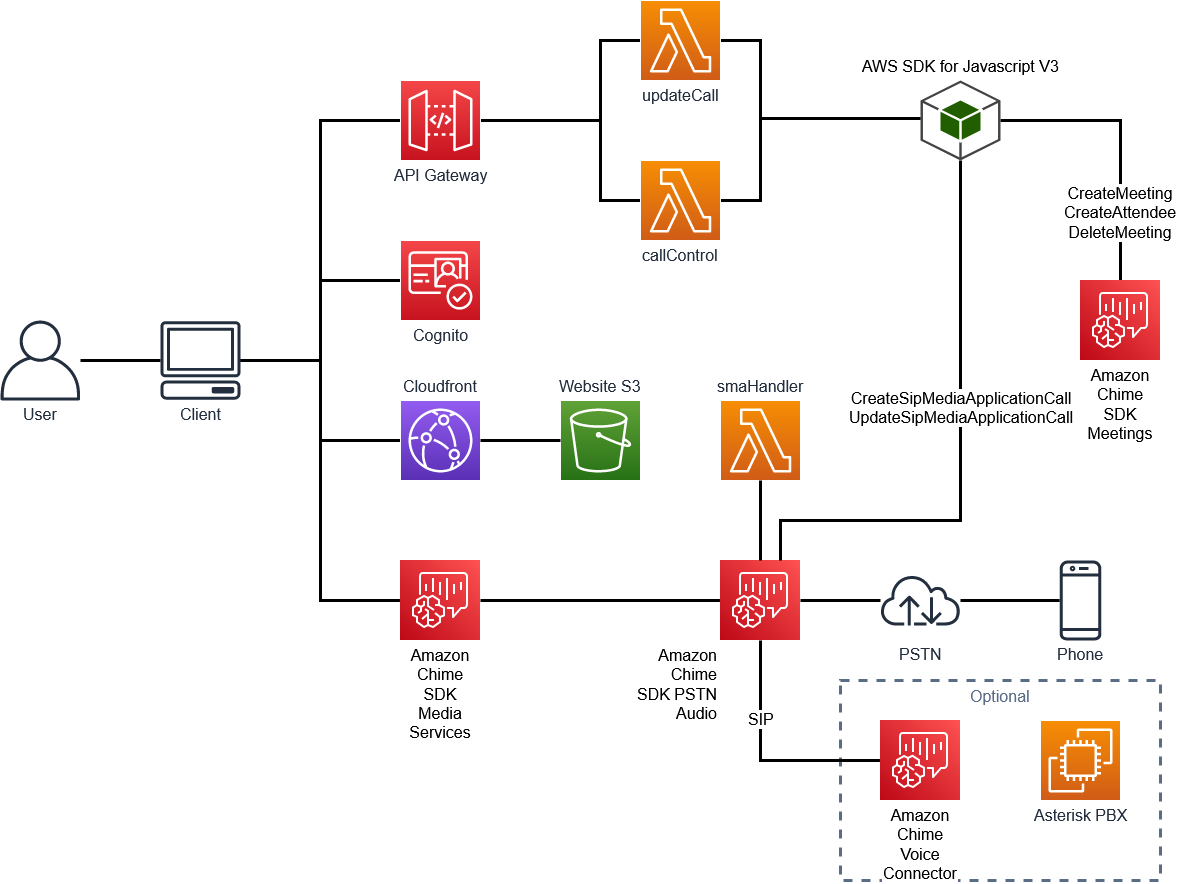 updateCall
AWS SDK for Javascript V3
API Gateway
callControl
CreateMeeting
CreateAttendee
DeleteMeeting
Cognito
User
Client
Cloudfront
Website S3
smaHandler
CreateSipMediaApplicationCall
UpdateSipMediaApplicationCall
Amazon
Chime
SDK
Meetings
Amazon
Chime
SDK
Media
Services
Amazon
Chime
SDK PSTN
Audio
PSTN
Phone
SIP
Optional
Amazon
Chime
Voice
Connector
Asterisk PBX